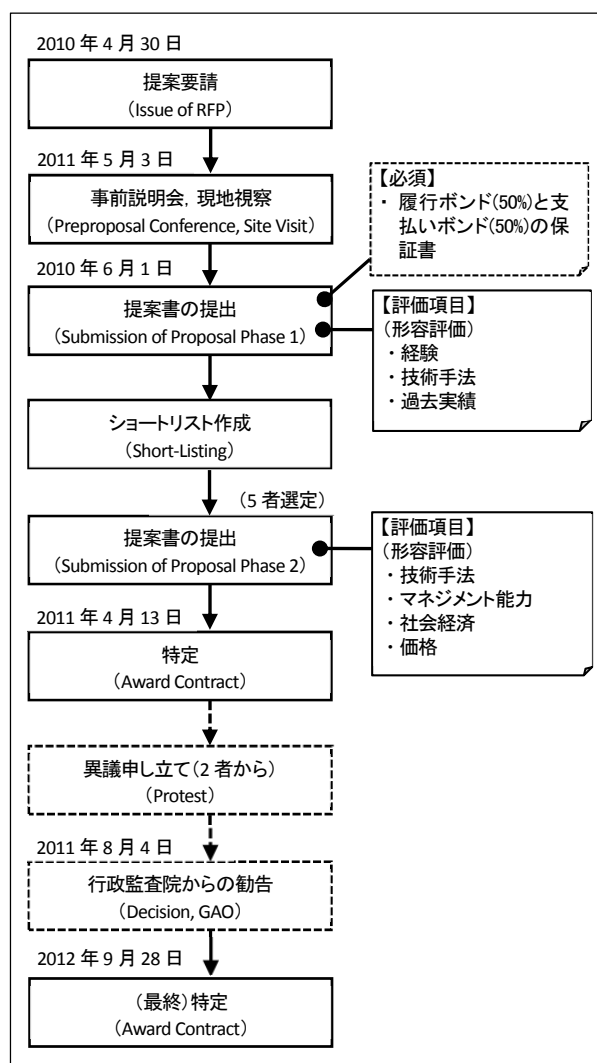 2010 年 4 月 30 日
提案要請
(Issue of RFP)
2011 年 5 月 3 日
事前説明会，現地視察
(Preproposal Conference, Site Visit)
【必須】
・ 履行ボンド(50%)と支
払いボンド(50%)の保
証書
2010 年 6 月 1 日
提案書の提出
(Submission of Proposal Phase 1)
【評価項目】
(形容評価)
・経験
・技術手法
・過去実績
ショートリスト作成
(Short-Listing)
(5 者選定)
提案書の提出
(Submission of Proposal Phase 2)
【評価項目】
(形容評価)
・技術手法
・マネジメント能力
・社会経済
・価格
2011 年 4 月 13 日
特定
(Award Contract)
異議申し立て(2 者から)
(Protest)
2011 年 8 月 4 日
行政監査院からの勧告
(Decision, GAO)
2012 年 9 月 28 日
(最終)特定
(Award Contract)